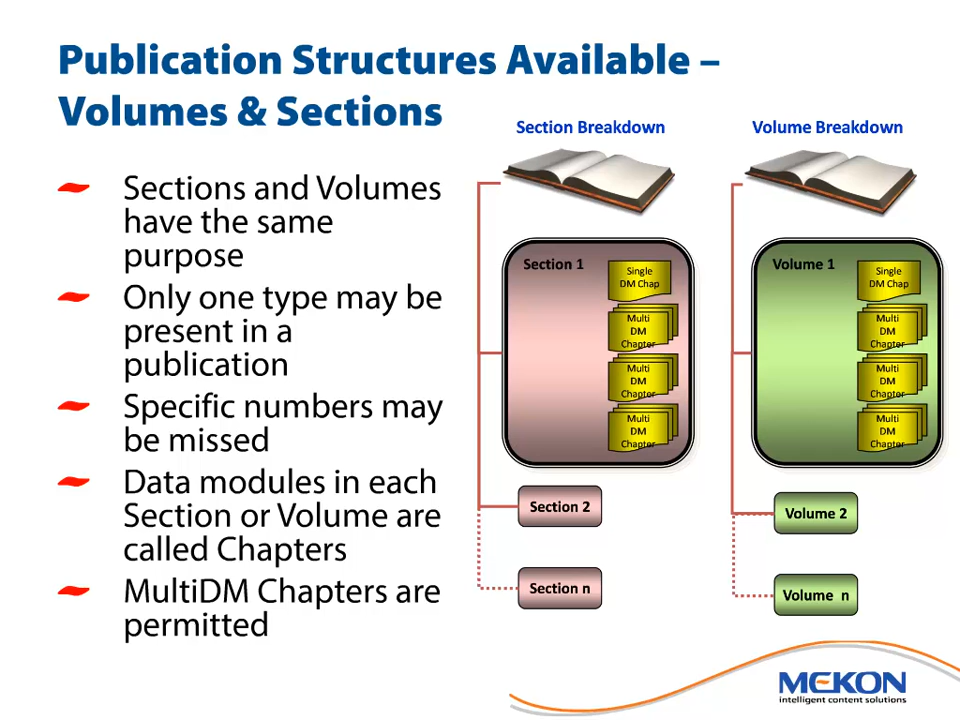 Publication Structures Available –
Volumes & Sections
Sections and Volumes
have the same
purpose
Only one type may be
present in a
publication
Specific numbers may
be missed
Data modules in each
Section or Volume are
called Chapters
MultiDM Chapters are
permitted
Section Breakdown
Section 1
Single
DM Chap
Multi
DM
Chapter
Multi
DM
Chapter
Multi
DM
Chapter
Section 2
Section n
Volume Breakdown
Volume 1
Single
DM Chap
Multi
DM
Chapter
Multi
DM
Chapter
Multi
DM
Chapter
Volume 2
Volume n
MEKON
intelligent content solutions